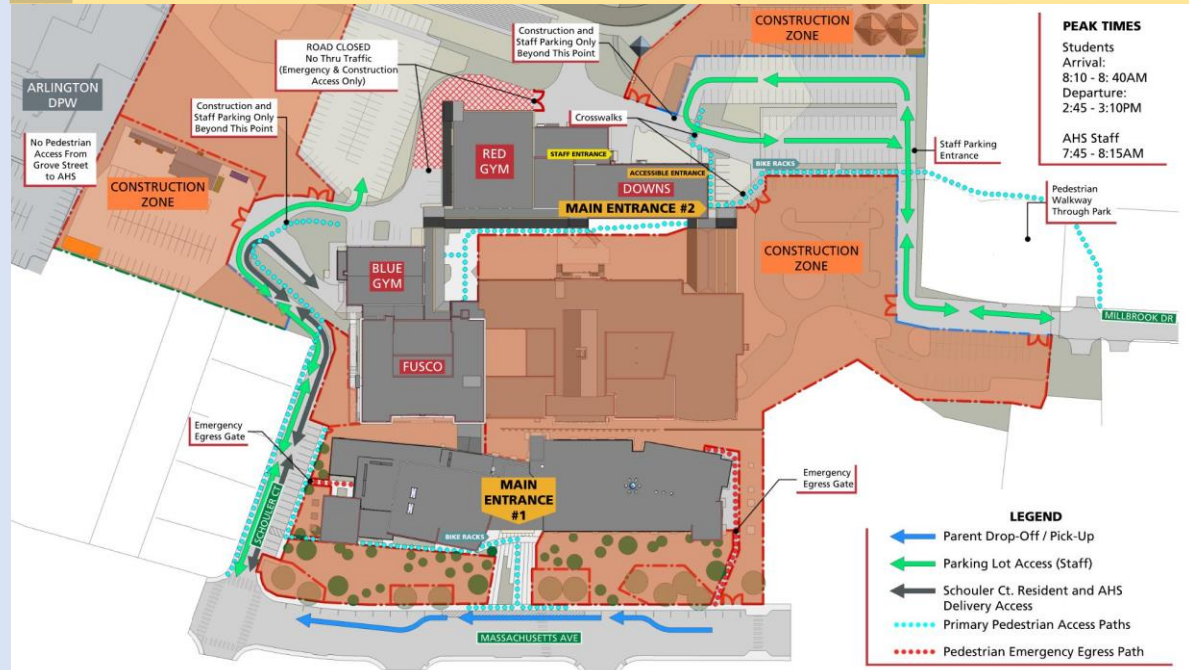 CONSTRUCTION
ZONE
PEAK TIMES
Students
Arrival:
8:10 - 8: 40AM
Departure:
2:45 - 3:10PM
AHS Staff
7:45 - 8:15AM
Construction and
Staff Parking Only
Beyond This Point
ROAD CLOSED
No Thru Traffic
(Emergency & Construction
Access Only)
ARLINGTON
DPW
Construction and
Staff Parking Only
Beyond This Point
No Pedestrian
Access From
Grove Street
to AHS
CONSTRUCTION
ZONE
Crosswalks
Staff Parking
Entrance
RED
GYM
STAFF ENTRANCE
ACCESSIBLE ENTRANCE
BIKE RACKS
DOWNS
MAIN ENTRANCE #2
Pedestrian
Walkway
Through Park
CONSTRUCTION
ZONE
BLUE
GYM
MILLBROOK DR
FUSCO
Emergency
Egress Gate
MAIN
ENTRANCE
#1
Emergency
Egress Gate
SCHOULER CT
BIKE RACKS
MASSACHUSETTS AVE
LEGEND
Parent Drop-Off / Pick-Up
Parking Lot Access (Staff)
Schouler Ct. Resident and AHS
Delivery Access
Primary Pedestrian Access Paths
Pedestrian Emergency Egress Path